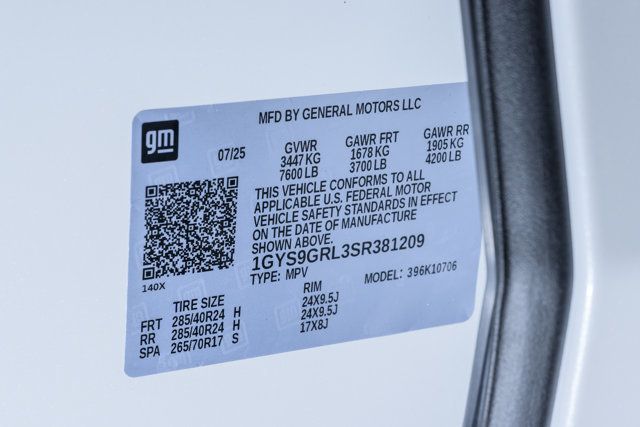 MFD BY GENERAL MOTORS LLC
gm
07/25
GVWR GAWR FRT GAWR RR
3447 KG 1678 KG 1905 KG
7600 LB 3700 LB 4200 LB
THIS VEHICLE CONFORMS TO ALL
APPLICABLE U.S. FEDERAL MOTOR
VEHICLE SAFETY STANDARDS IN EFFECT
ON THE DATE OF MANUFACTURE
SHOWN ABOVE.
1GYS9GRL3SR381209
TYPE: MPV MODEL: 396K10706
140X
TIRE SIZE RIM
FRT 285/40R24 H 24X9.5J
RR 285/40R24 H 24X9.5J
SPA 265/70R17 S 17X8J